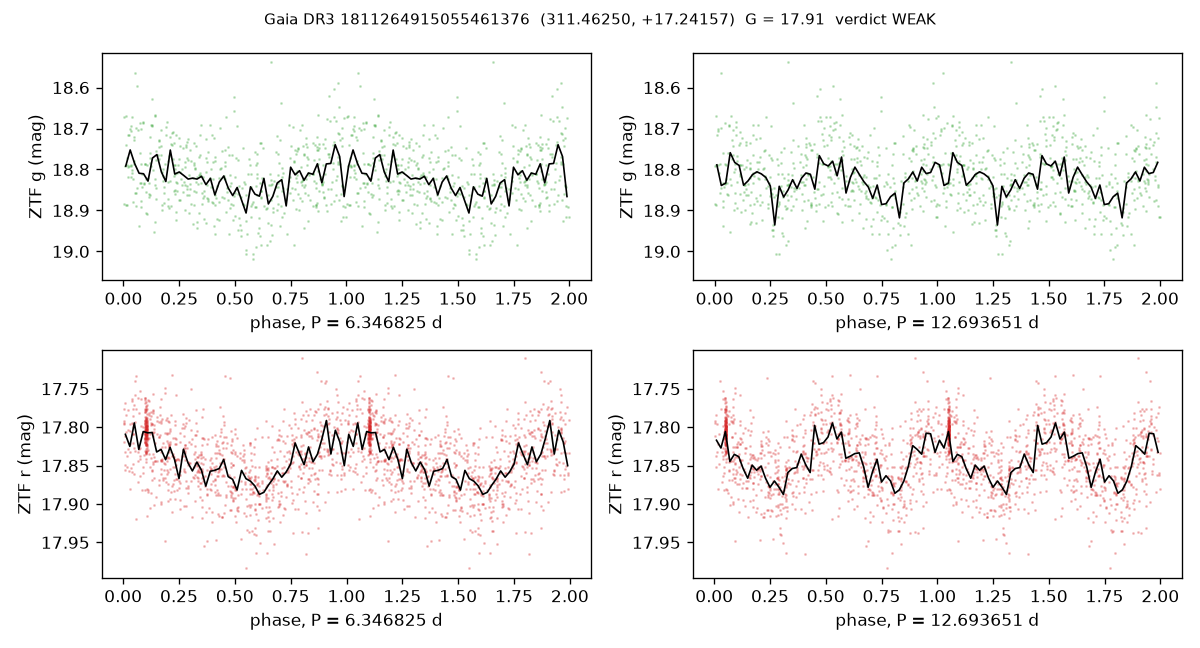 Gaia DR3 1811264915055461376 (311.46250, +17.24157) G = 17.91 verdict WEAK
ZTF g (mag)
18.6
18.7
18.8
18.9
19.0
0.00 0.25 0.50 0.75 1.00 1.25 1.50 1.75 2.00
phase, P = 6.346825 d
ZTF g (mag)
18.6
18.7
18.8
18.9
19.0
0.00 0.25 0.50 0.75 1.00 1.25 1.50 1.75 2.00
phase, P = 12.693651 d
ZTF r (mag)
17.75
17.80
17.85
17.90
17.95
0.00 0.25 0.50 0.75 1.00 1.25 1.50 1.75 2.00
phase, P = 6.346825 d
ZTF r (mag)
17.75
17.80
17.85
17.90
17.95
0.00 0.25 0.50 0.75 1.00 1.25 1.50 1.75 2.00
phase, P = 12.693651 d